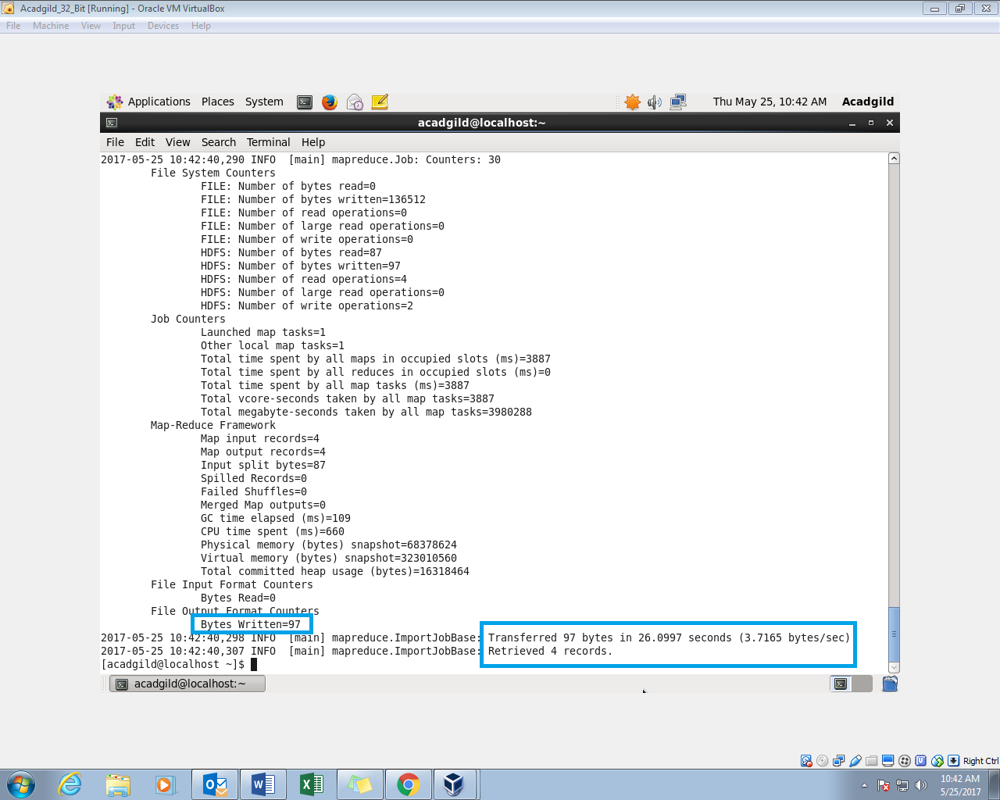 Acadgild_32_Bit [Running] - Oracle VM VirtualBox
File Machine View Input Devices Help
Applications Places System Thu May 25, 10:42 AM Acadgild
acadgild@localhost:~
File Edit View Search Terminal Help
2017-05-25 10:42:40,290 INFO  [main] mapreduce.Job: Counters: 30
File System Counters
FILE: Number of bytes read=0
FILE: Number of bytes written=136512
FILE: Number of read operations=0
FILE: Number of large read operations=0
FILE: Number of write operations=0
HDFS: Number of bytes read=87
HDFS: Number of bytes written=97
HDFS: Number of read operations=4
HDFS: Number of large read operations=0
HDFS: Number of write operations=2
Job Counters
Launched map tasks=1
Other local map tasks=1
Total time spent by all maps in occupied slots (ms)=3887
Total time spent by all reduces in occupied slots (ms)=0
Total time spent by all map tasks (ms)=3887
Total vcore-seconds taken by all map tasks=3887
Total megabyte-seconds taken by all map tasks=3980288
Map-Reduce Framework
Map input records=4
Map output records=4
Input split bytes=87
Spilled Records=0
Failed Shuffles=0
Merged Map outputs=0
GC time elapsed (ms)=109
CPU time spent (ms)=660
Physical memory (bytes) snapshot=68378624
Virtual memory (bytes) snapshot=323010560
Total committed heap usage (bytes)=16318464
File Input Format Counters
Bytes Read=0
File Output Format Counters
Bytes Written=97
2017-05-25 10:42:40,298 INFO  [main] mapreduce.ImportJobBase: Transferred 97 bytes in 26.0997 seconds (3.7165 bytes/sec)
2017-05-25 10:42:40,307 INFO  [main] mapreduce.ImportJobBase: Retrieved 4 records.
[acadgild@localhost ~]$
acadgild@localhost:~
Right Ctrl
10:42 AM
5/25/2017